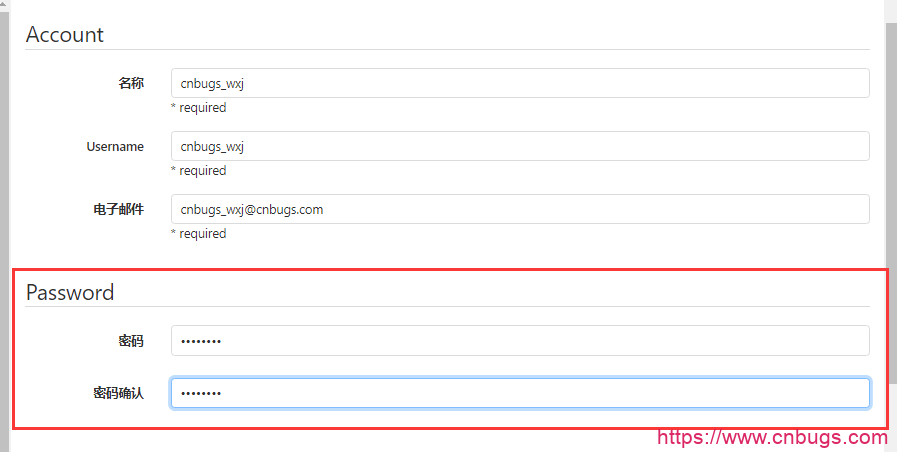 Account
名称 cnbugs_wxj
* required
Username cnbugs_wxj
* required
电子邮件 cnbugs_wxj@cnbugs.com
* required
Password
密码 ••••••••
密码确认 ••••••••
https://www.cnbugs.com